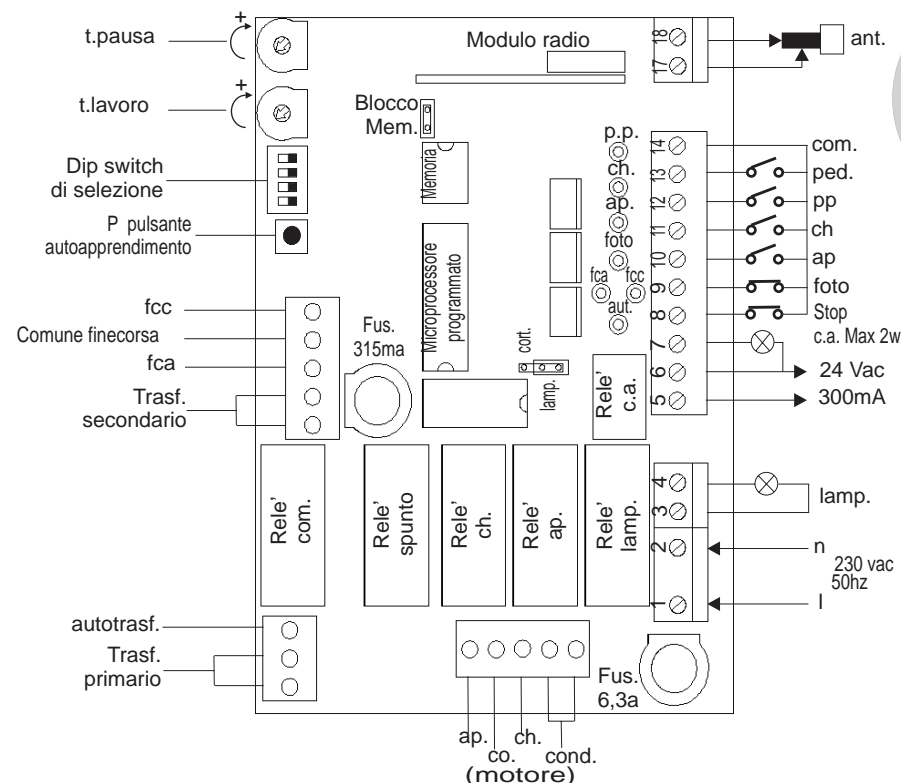 t.pausa
+
t.lavoro
+
Dip switch
di selezione
P pulsante
autoapprendimento
fcc
Comune finecorsa
fca
Trasf.
secondario
autotrasf.
Trasf.
primario
Modulo radio
Blocco
Mem.
Memoria
Microprocessore
programmato
Fus.
315ma
cort.
lamp.
p.p.
ch.
ap.
foto
fca
fcc
aut.
Rele'
c.a.
Rele'
com.
Rele'
spunto
Rele'
ch.
Rele'
ap.
Rele'
lamp.
18
17
ant.
14
com.
13
ped.
12
pp
11
ch
10
ap
9
foto
8
Stop
7
c.a. Max 2w
6
24 Vac
5
300mA
4
3
lamp.
2
n
230 vac
50hz
1
l
Fus.
6,3a
ap.
co.
ch.
cond.
(motore)